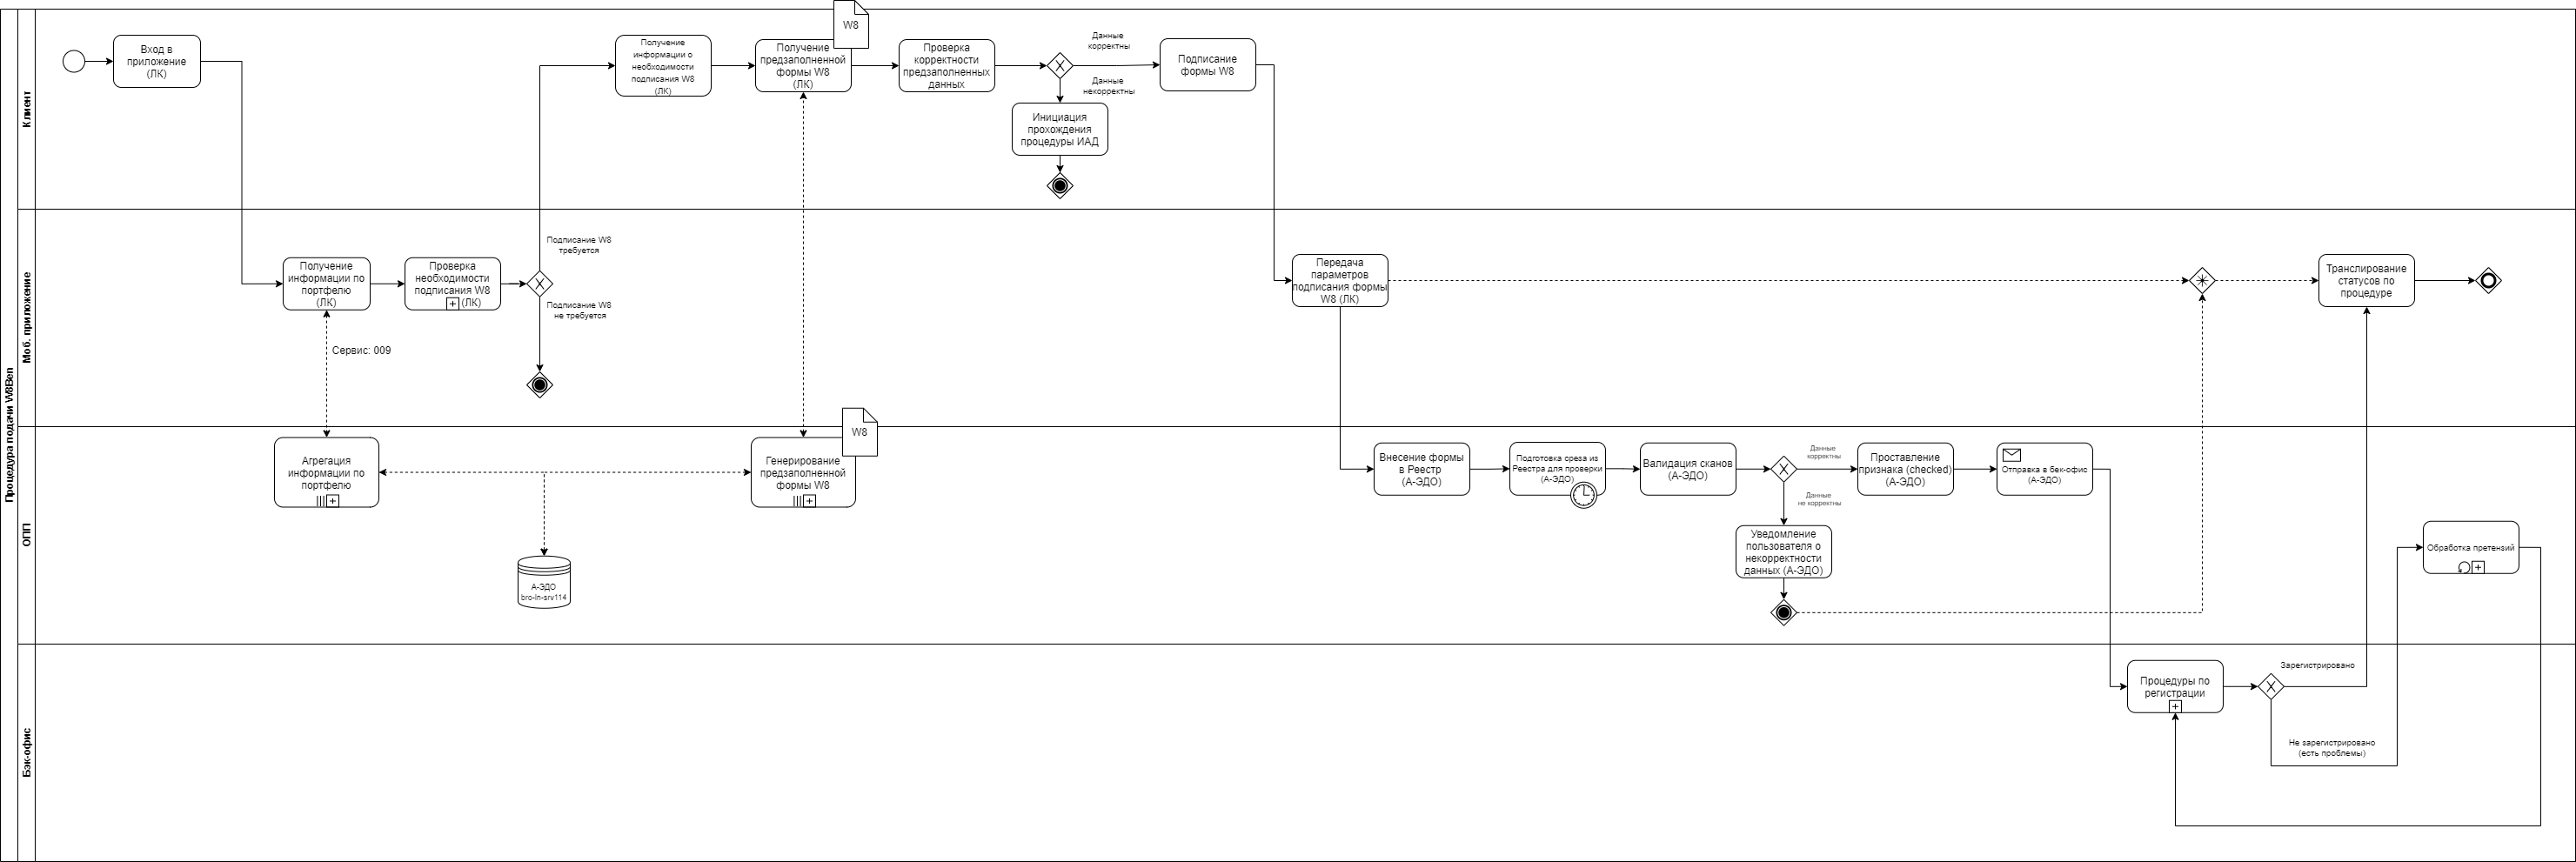 Процедура подачи W8Ben
Клиент
Вход в
приложение
(ЛК)
Получение
информации о
необходимости
подписания W8
(ЛК)
W8
Получение
предзаполненной
формы W8
(ЛК)
Проверка
корректности
предзаполненных
данных
Данные
корректны
Данные
некорректны
Подписание
формы W8
Инициация
прохождения
процедуры ИАД
Моб. приложение
Получение
информации по
портфелю
(ЛК)
Проверка
необходимости
подписания W8
(ЛК)
Подписание W8
требуется
Подписание W8
не требуется
Сервис: 009
Передача
параметров
подписания формы
W8 (ЛК)
Транслирование
статусов по
процедуре
ОПП
Агрегация
информации по
портфелю
W8
Генерирование
предзаполненной
формы W8
А-ЭДО
bro-ln-srv114
Внесение формы
в Реестр
(А-ЭДО)
Подготовка среза из
Реестра для проверки
(А-ЭДО)
Валидация сканов
(А-ЭДО)
Данные
корректны
Данные
не корректны
Проставление
признака (checked)
(А-ЭДО)
Отправка в бек-офис
(А-ЭДО)
Уведомление
пользователя о
некорректности
данных (А-ЭДО)
Обработка претензий
Бэк-офис
Процедуры по
регистрации
Зарегистрировано
Не зарегистрировано
(есть проблемы)